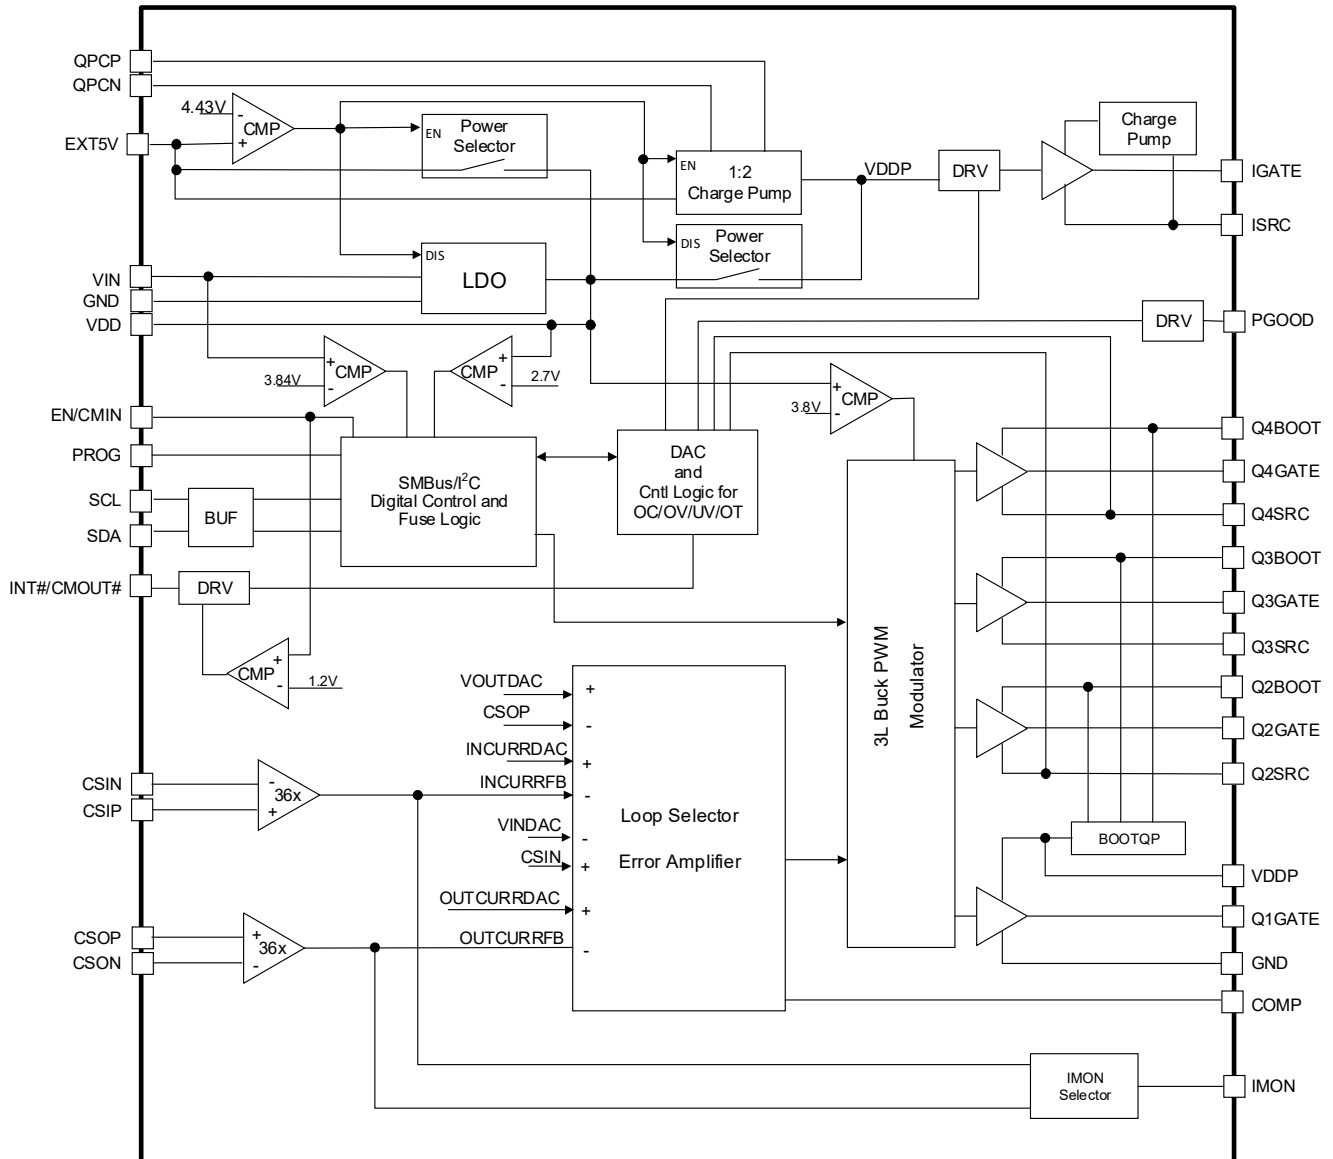 QPCP
QPCN
EXT5V
VIN
GND
VDD
EN/CMIN
PROG
SCL
SDA
INT#/CMOUT#
CSIN
CSIP
CSOP
CSON
4.43V
-
+
CMP
EN
Power
Selector
EN
1:2
Charge Pump
VDDP
DRV
Charge
Pump
DIS
LDO
DIS
Power
Selector
DRV
+
-
CMP
3.84V
CMP
+
-
2.7V
+
-
CMP
3.8V
BUF
SMBus/I²C
Digital Control and
Fuse Logic
DAC
and
Cntl Logic for
OC/OV/UV/OT
DRV
CMP
+
-
1.2V
3L Buck PWM
Modulator
VOUTDAC
+
CSOP
-
INCURRDAC
+
INCURRFB
-
VINDAC
-
CSIN
+
OUTCURRDAC
+
OUTCURRFB
-
Loop Selector
Error Amplifier
-
36x
+
+
36x
-
BOOTQP
IMON
Selector
IGATE
ISRC
PGOOD
Q4BOOT
Q4GATE
Q4SRC
Q3BOOT
Q3GATE
Q3SRC
Q2BOOT
Q2GATE
Q2SRC
VDDP
Q1GATE
GND
COMP
IMON